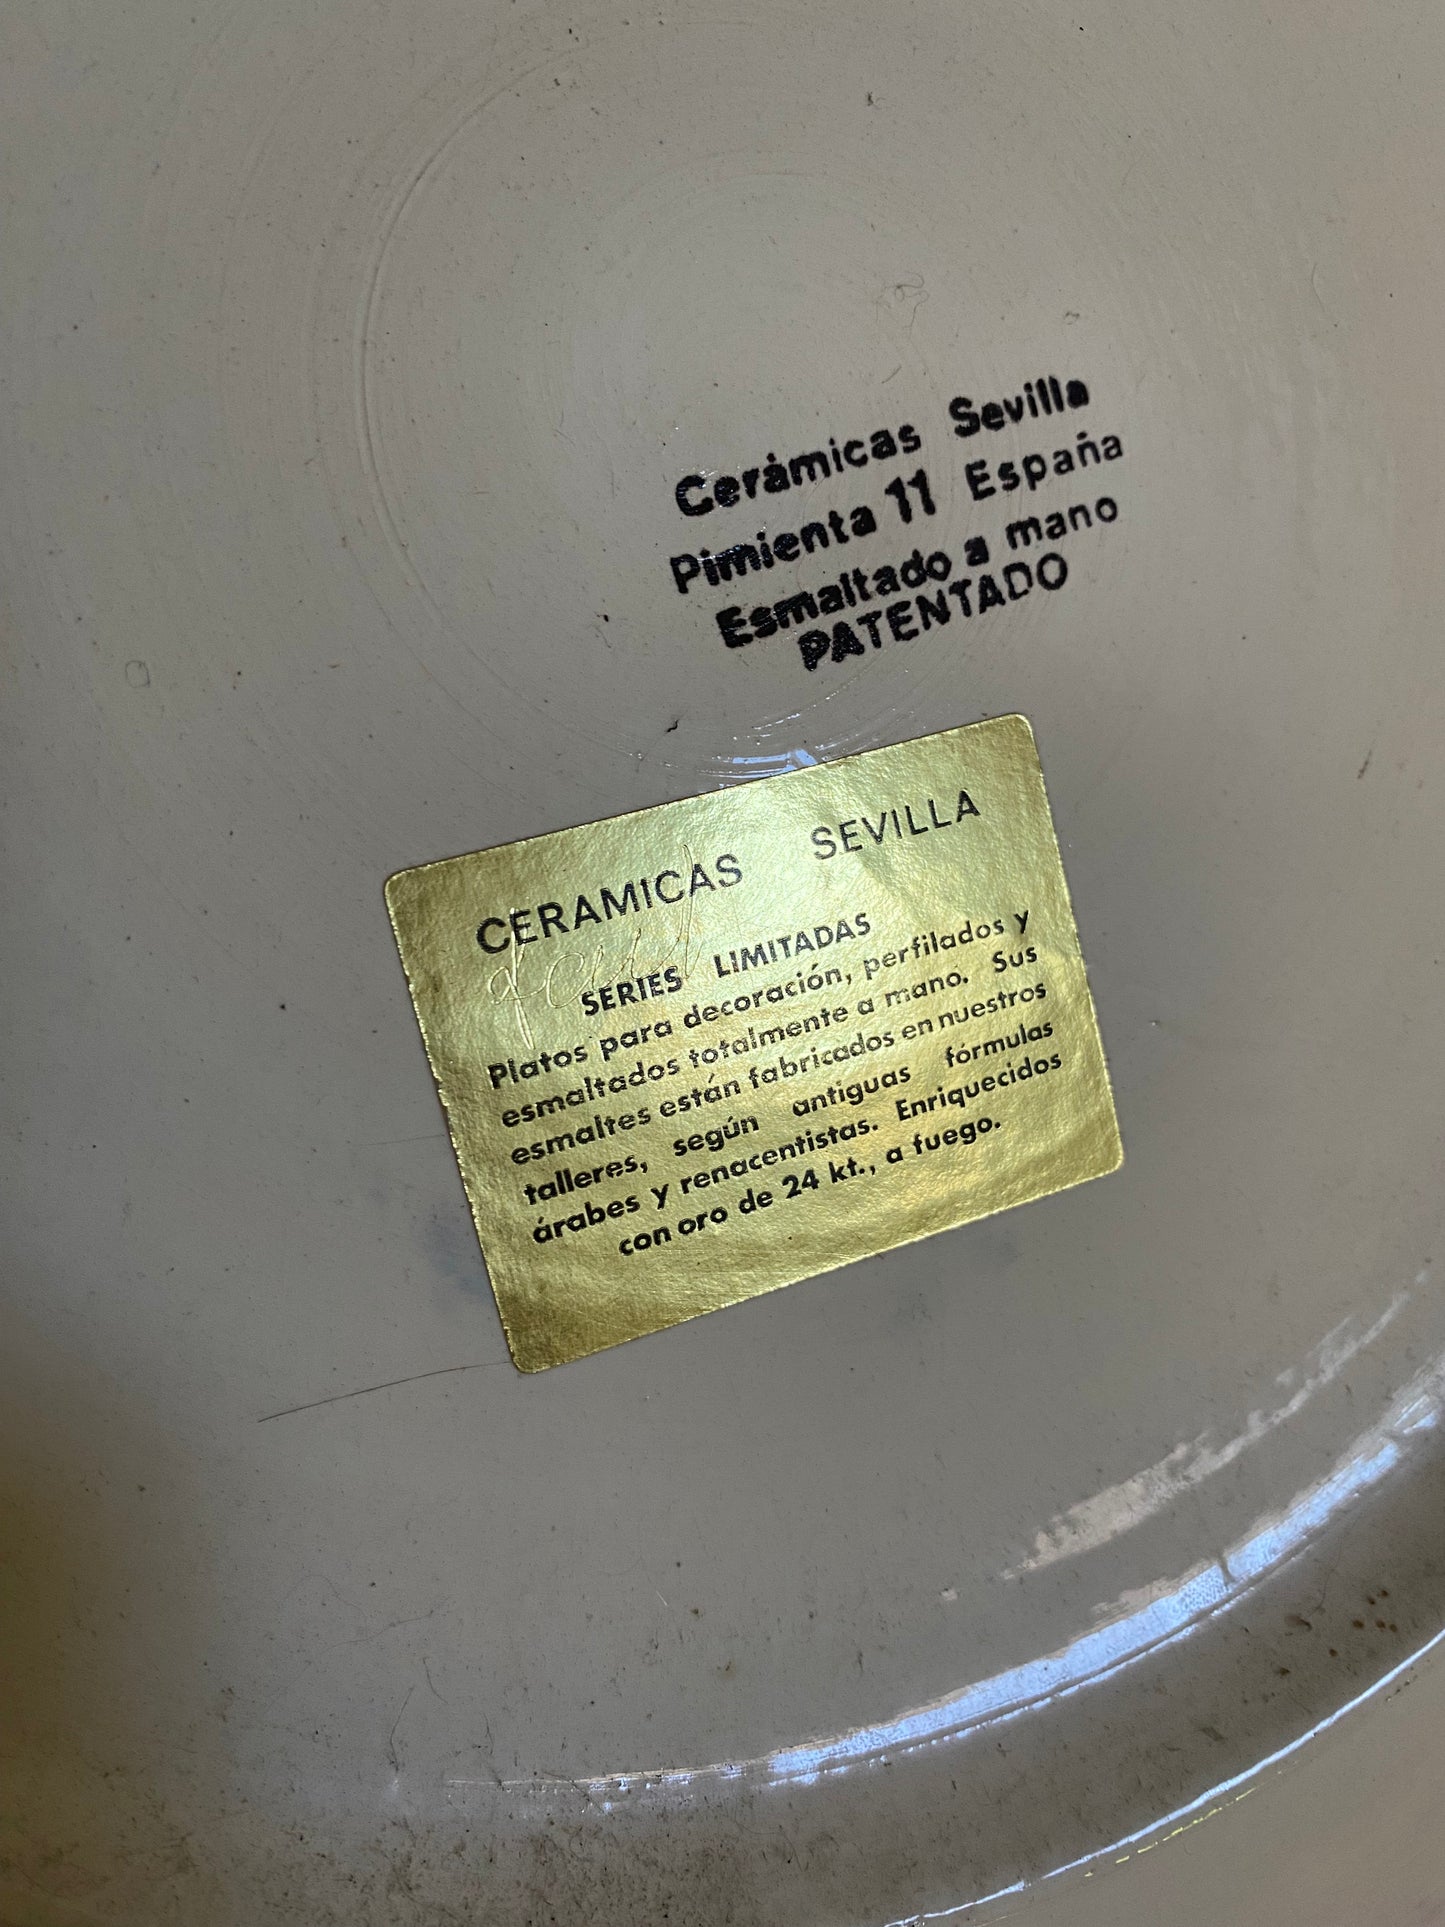 Cerámicas Sevilla
Pimienta 11 España
Esmaltado a mano
PATENTADO
CERAMICAS SEVILLA
SERIES LIMITADAS
Platos para decoración, perfilados y
esmaltados totalmente a mano. Sus
esmaltes están fabricados en nuestros
talleres, según antiguas fórmulas
árabes y renacentistas. Enriquecidos
con oro de 24 kt., a fuego.